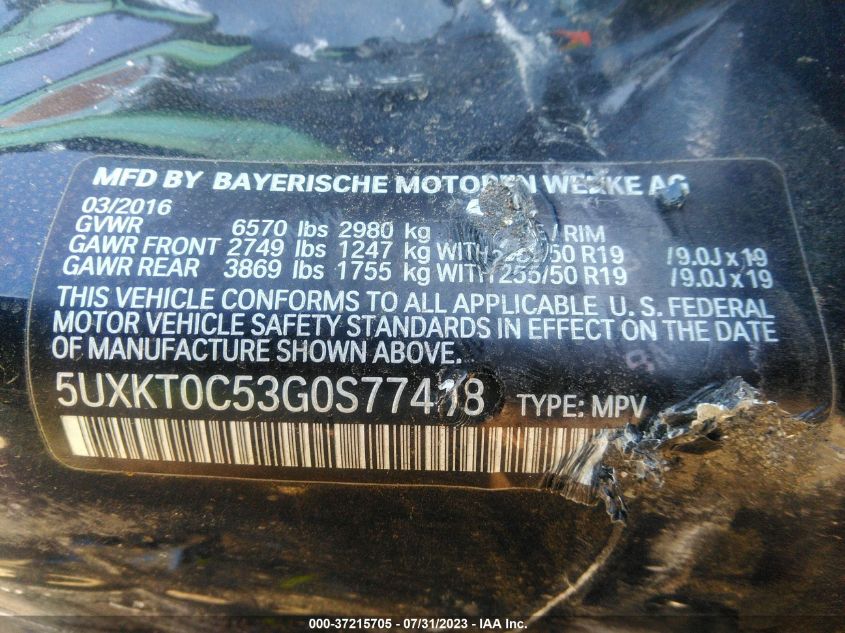 MFD BY BAYERISCHE MOTOREN WERKE AG
03/2016
GVWR 6570 lbs 2980 kg / RIM
GAWR FRONT 2749 lbs 1247 kg WITH /50 R19 /9.0J x 19
GAWR REAR 3869 lbs 1755 kg WITH 255/50 R19 /9.0J x 19
THIS VEHICLE CONFORMS TO ALL APPLICABLE U. S. FEDERAL
MOTOR VEHICLE SAFETY STANDARDS IN EFFECT ON THE DATE
OF MANUFACTURE SHOWN ABOVE.
TYPE: MPV
000-37215705 - 07/31/2023 - IAA Inc.